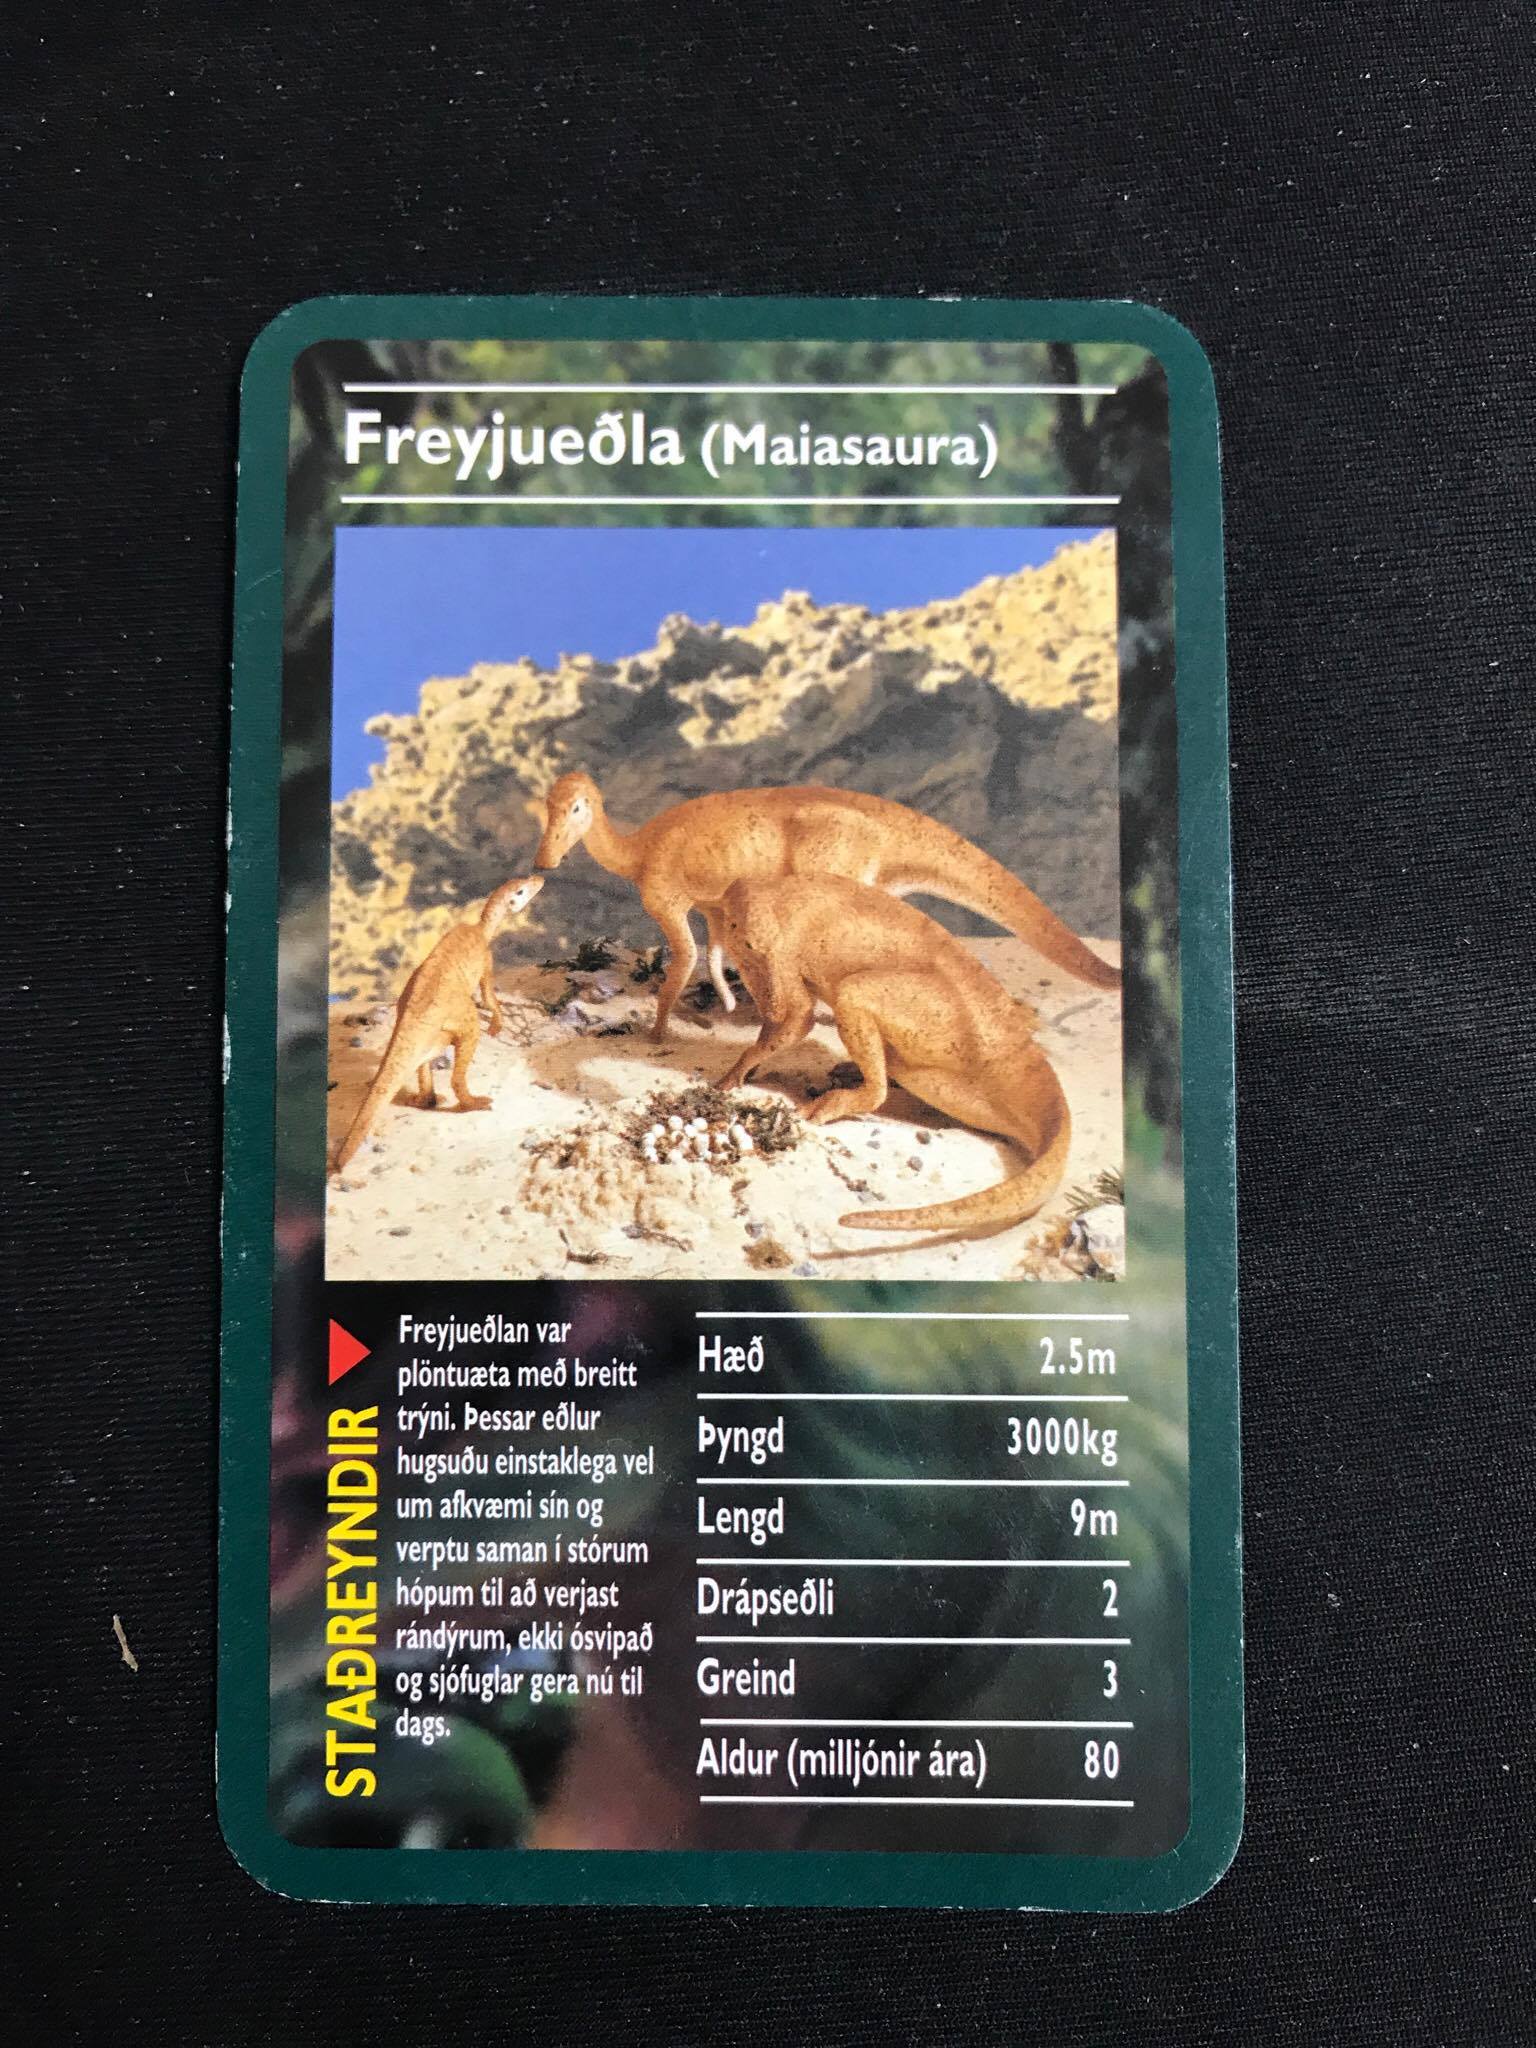 Freyjueðla (Maiasaura)
STAÐREYNDIR
Freyjueðlan var
plöntuæta með breitt
trýni. Þessar eðlur
hugsuðu einstaklega vel
um afkvæmi sín og
verptu saman í stórum
hópum til að verjast
rándýrum, ekki ósvipað
og sjófuglar gera nú til
dags.
Hæð 2.5m
Þyngd 3000kg
Lengd 9m
Drápseðli 2
Greind 3
Aldur (milljónir ára) 80